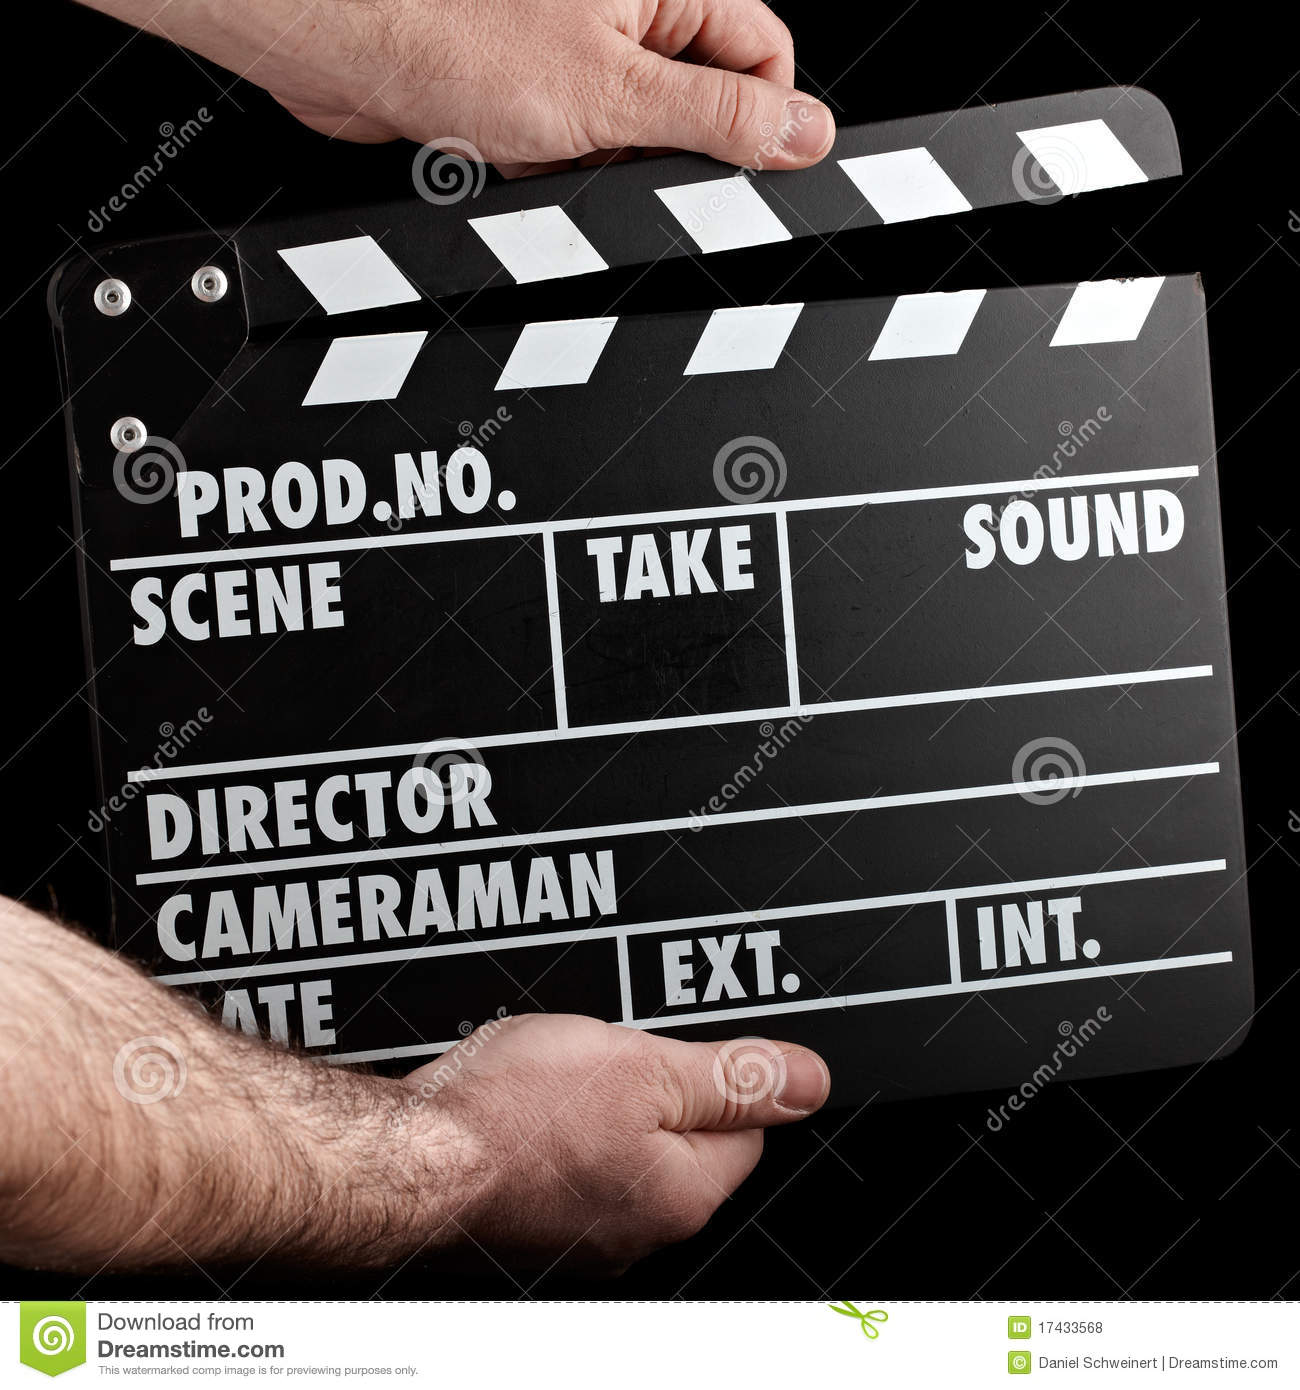 PROD.NO.
SCENE TAKE SOUND
DIRECTOR
CAMERAMAN
ATE EXT. INT.
Download from
Dreamstime.com
This watermarked comp image is for previewing purposes only.
ID 17433568
© Daniel Schweinert | Dreamstime.com